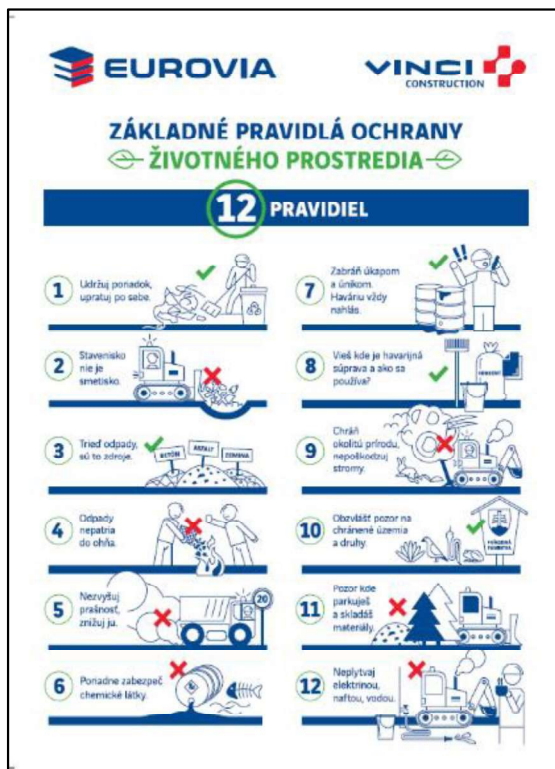 EUROVIA
VINCI
CONSTRUCTION
ZÁKLADNÉ PRAVIDLÁ OCHRANY
ŽIVOTNÉHO PROSTREDIA
12 PRAVIDIEL
1
Udržuj poriadok,
upratuj po sebe.
2
Stavenisko
nie je
smetisko.
3
Trieď odpady,
sú to zdroje.
BETÓN
ASFALT
ZEMINA
4
Odpady
nepatria
do ohňa.
5
Nezvyšuj
prašnosť,
znižuj ju.
20
6
Poriadne zabezpeč
chemické látky.
7
Zabráň úkapom
a únikom.
Haváriu vždy
nahlás.
8
Vieš kde je havarijná
súprava a ako sa
používa?
9
Chráň
okolitú prírodu,
nepoškodzuj
stromy.
10
Obzvlášť pozor na
chránené územia
a druhy.
11
Pozor kde
parkuješ
a skladáš
materiály.
12
Neplytvaj
elektrinou,
naftou, vodou.